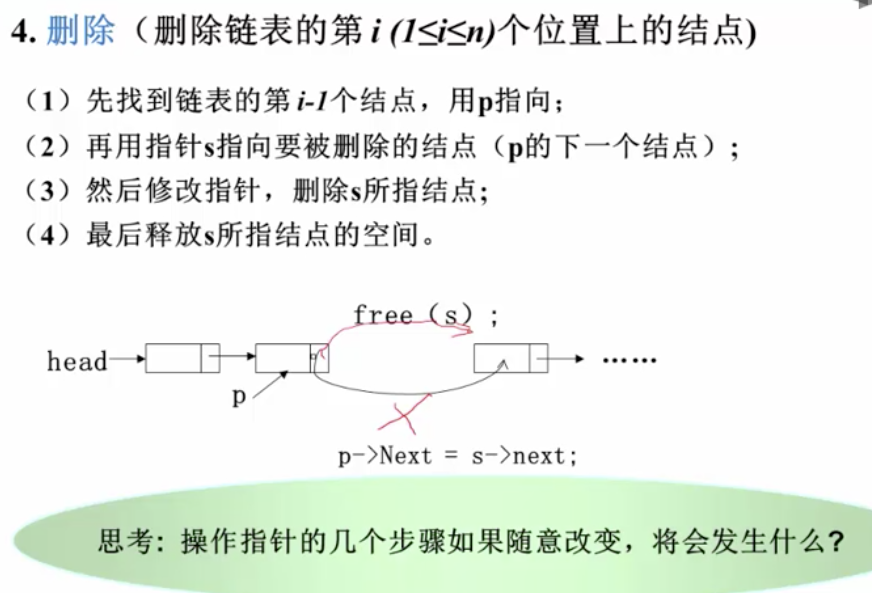 4. 删除（删除链表的第 i (1≤i≤n)个位置上的结点)
（1）先找到链表的第 i-1个结点，用p指向；
（2）再用指针s指向要被删除的结点（p的下一个结点）；
（3）然后修改指针，删除s所指结点;
（4）最后释放s所指结点的空间。
free（s）;
head
……
p
p->Next = s->next;
思考: 操作指针的几个步骤如果随意改变，将会发生什么?